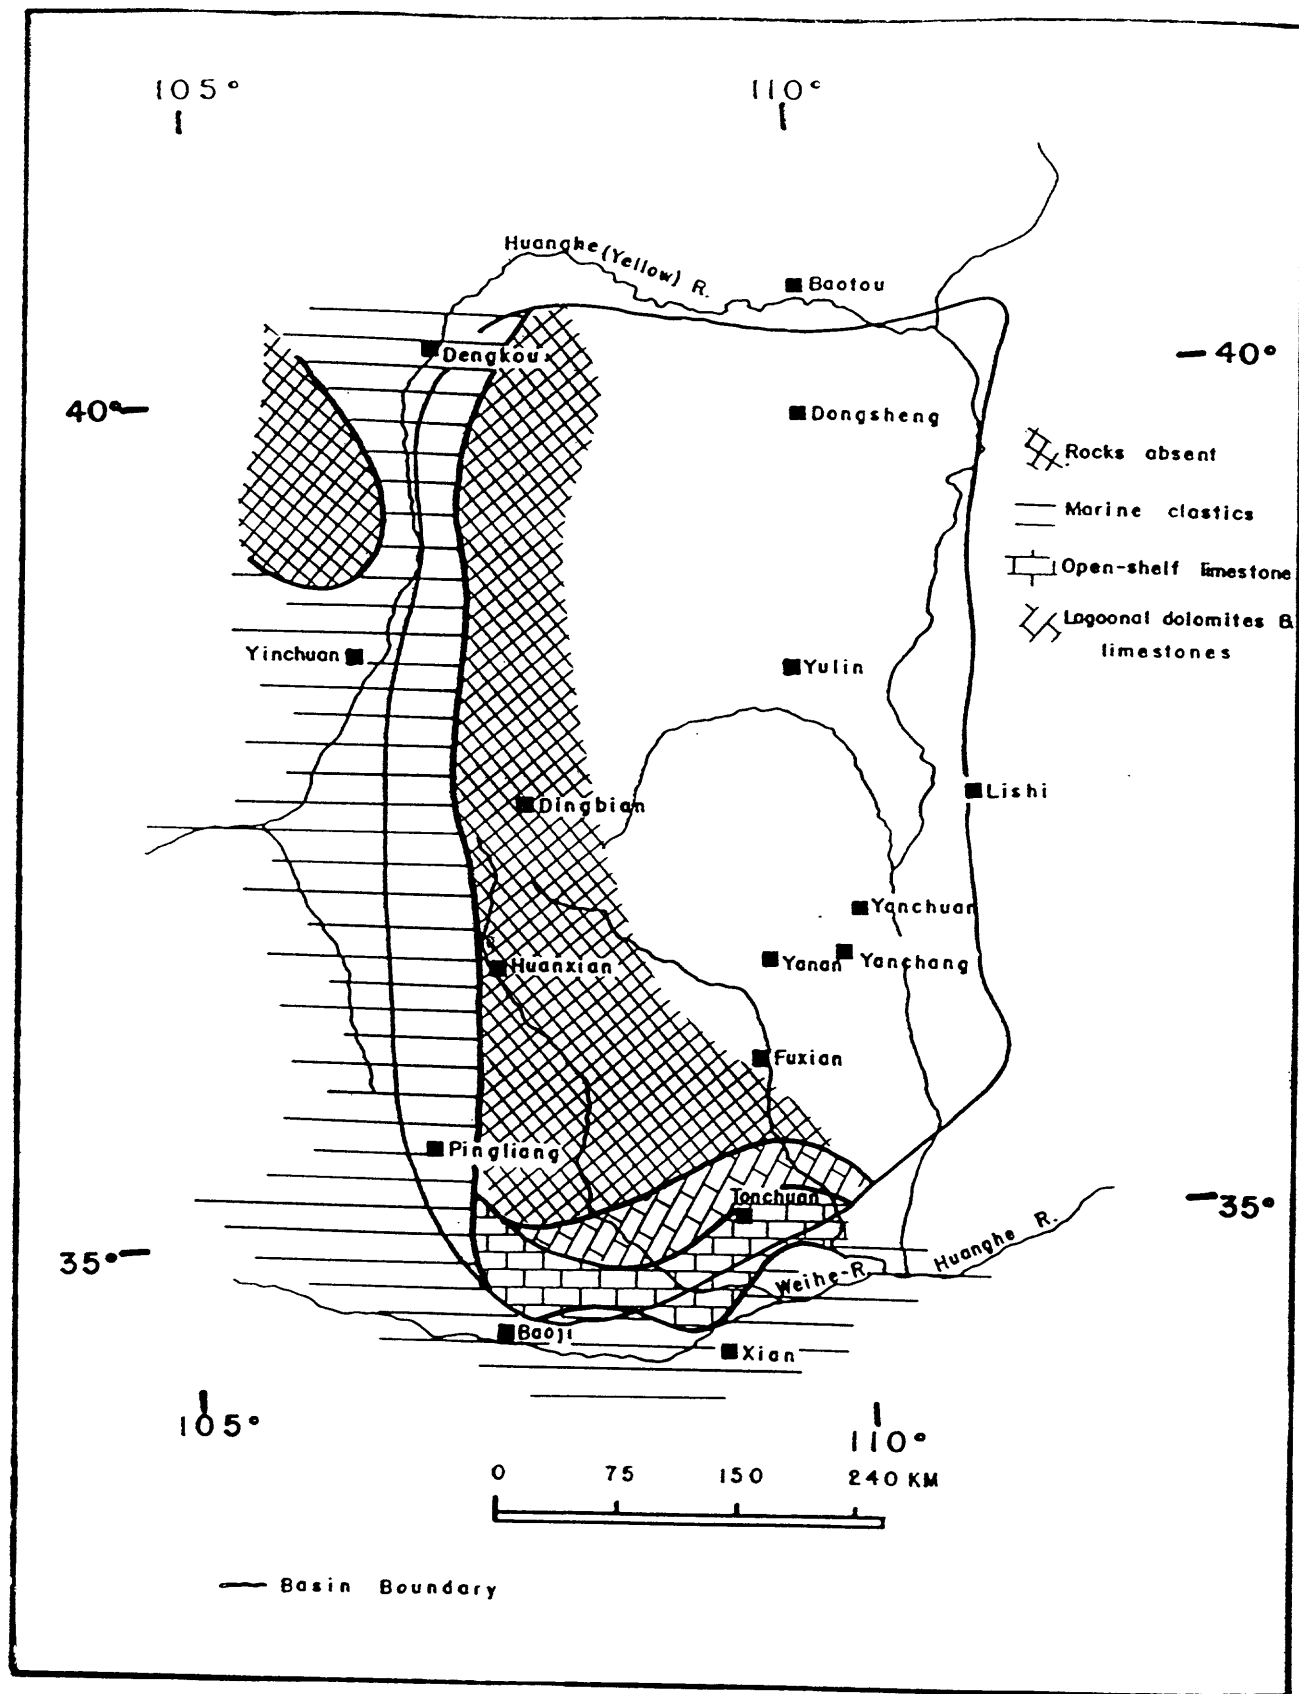 105° 110°
Huanghe (Yellow) R.
Baotou
Dengkou
40°
40°
Dongsheng
Rocks absent
Marine clastics
Open-shelf limestone
Lagoonal dolomites &
limestones
Yinchuan
Yulin
Dingbian
Lishi
Yanchuan
Huanxian
Yanan
Yanchang
Fuxian
Pingliang
Tonchuan
35°
35°
Huanghe R.
Weihe-R.
Baoji
Xian
105°
110°
0 75 150 240 KM
Basin Boundary